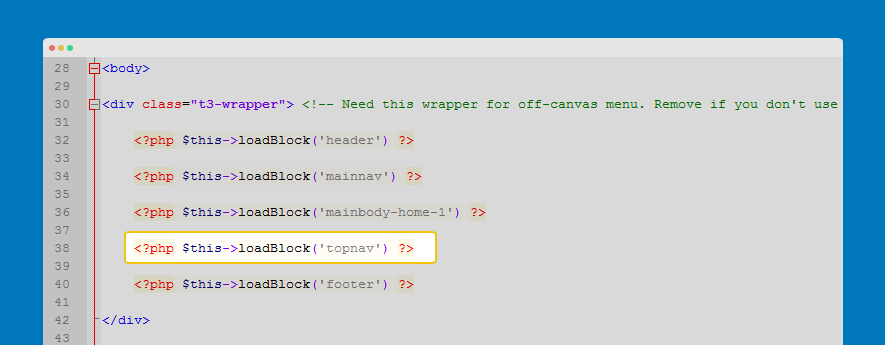 28 <body>
29
30 <div class="t3-wrapper"> <!-- Need this wrapper for off-canvas menu. Remove if you don't use
31
32 <?php $this->loadBlock('header') ?>
33
34 <?php $this->loadBlock('mainnav') ?>
35
36 <?php $this->loadBlock('mainbody-home-1') ?>
37
38 <?php $this->loadBlock('topnav') ?>
39
40 <?php $this->loadBlock('footer') ?>
41
42 </div>
43